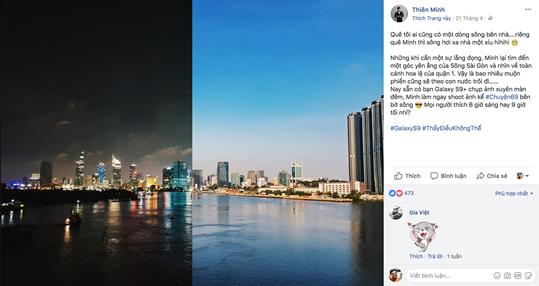 Thiên Minh
Thích Trang này · 21 Tháng 4 ·
Quê tôi ai cũng có một dòng sông bên nhà....riêng
quê Minh thì sông hơi xa nhà một xíu hihihi
Những khi cần một sự lắng đọng, Minh lại tìm đến
một góc yên ắng của Sông Sài Gòn và nhìn về toàn
cảnh hoa lệ của quận 1. Vậy là bao nhiêu muộn
phiền cũng sẽ theo con nước trôi đi.....
Nay sẵn có bạn Galaxy S9+ chụp ảnh xuyên màn
đêm, Minh làm ngay shoot ảnh kể #Chuyện69 bên
bờ sông Mọi người thích 6 giờ sáng hay 9 giờ
tối nhỉ?
#GalaxyS9 #ThấyĐiềuKhôngThể
Thích Bình luận Chia sẻ
473 Phù hợp nhất
Gia Việt
Thích · Trả lời · 1 tuần
Viết bình luận...